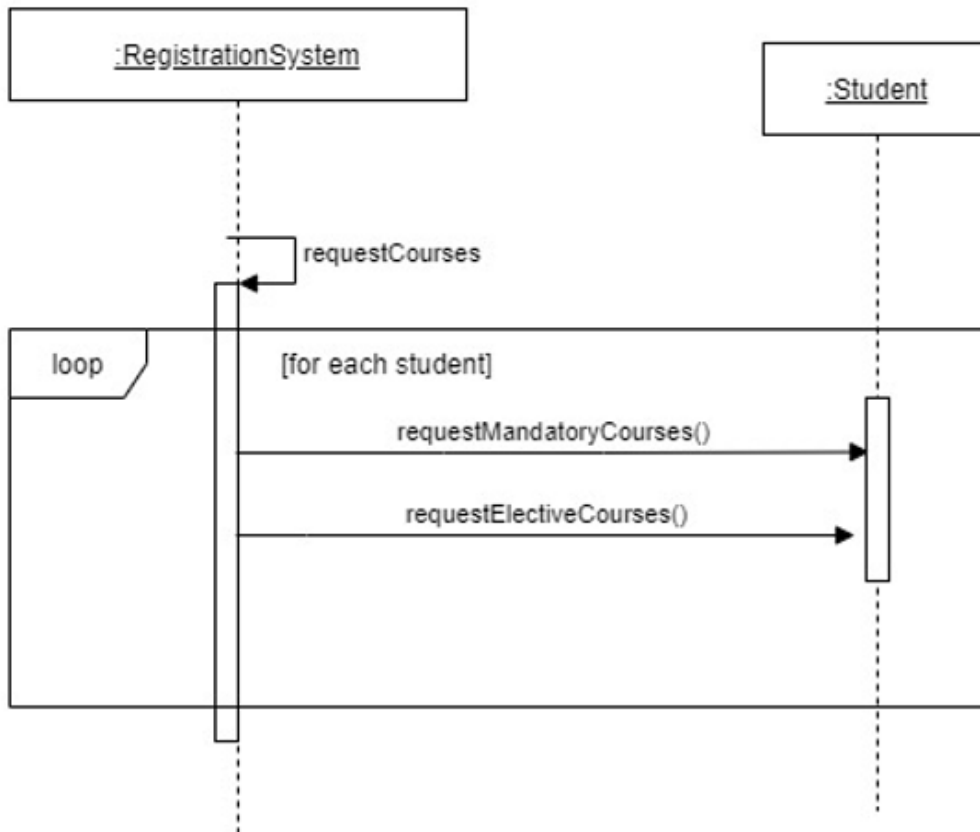 :RegistrationSystem
:Student
requestCourses
loop
[for each student]
requestMandatoryCourses()
requestElectiveCourses()